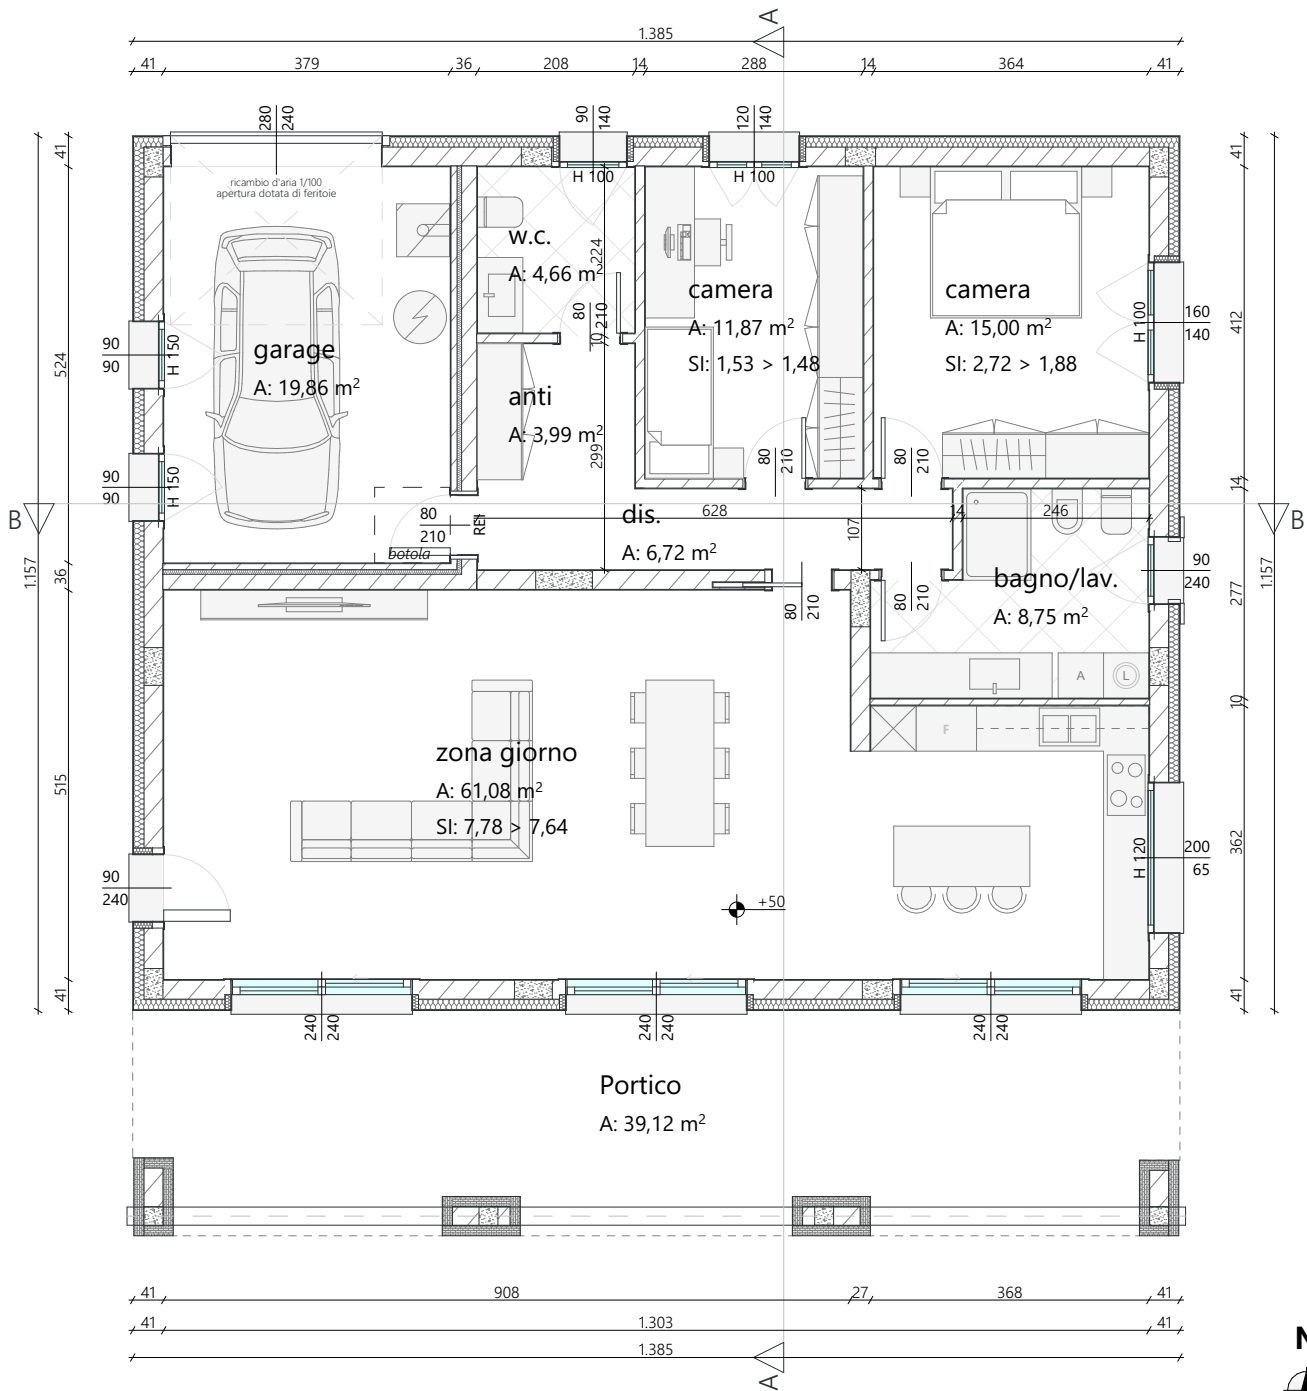 A
1.385
41 379 36 208 14 288 14 364 41
280
240
90
140
120
140
H 100
H 100
ricambio d'aria 1/100
apertura dotata di feritoie
41
524
36
515
41
1.157
41
412
14
277
10
362
41
1.157
w.c.
A: 4,66 m²
224
80
210
10
camera
A: 11,87 m²
SI: 1,53 > 1,48
camera
A: 15,00 m²
SI: 2,72 > 1,88
H 100
160
140
90
90
H 150
garage
A: 19,86 m²
anti
A: 3,99 m²
299
90
90
H 150
80
210
80
210
B
B
80
210
REI
botola
dis.
A: 6,72 m²
628
14
246
107
80
210
80
210
bagno/lav.
A: 8,75 m²
90
240
A
L
F
zona giorno
A: 61,08 m²
SI: 7,78 > 7,64
H 120
200
65
90
240
+50
240
240
240
240
240
240
Portico
A: 39,12 m²
41 908 27 368 41
41 1.303 41
1.385
A
N